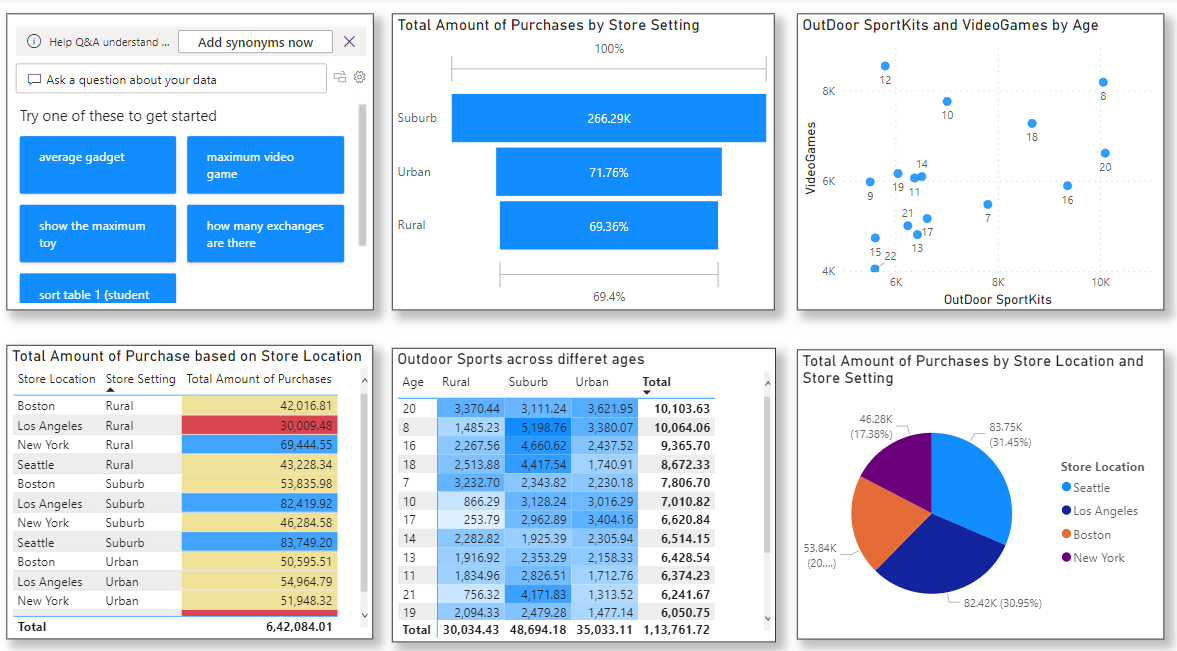 Help Q&A understand ...
Add synonyms now
Ask a question about your data
Try one of these to get started
average gadget
maximum video
game
show the maximum
toy
how many exchanges
are there
sort table 1 (student
Total Amount of Purchases by Store Setting
100%
Suburb
266.29K
Urban
71.76%
Rural
69.36%
69.4%
OutDoor SportKits and VideoGames by Age
VideoGames
8K
6K
4K
12
8
10
18
20
14
19
11
9
16
7
21
17
13
15
22
6K
8K
10K
OutDoor SportKits
Total Amount of Purchase based on Store Location
Store Location Store Setting Total Amount of Purchases
Boston Rural 42,016.81
Los Angeles Rural 30,009.48
New York Rural 69,444.55
Seattle Rural 43,228.34
Boston Suburb 53,835.98
Los Angeles Suburb 82,419.92
New York Suburb 46,284.58
Seattle Suburb 83,749.20
Boston Urban 50,595.51
Los Angeles Urban 54,964.79
New York Urban 51,948.32
Total 6,42,084.01
Outdoor Sports across differet ages
Age Rural Suburb Urban Total
20 3,370.44 3,111.24 3,621.95 10,103.63
8 1,485.23 5,198.76 3,380.07 10,064.06
16 2,267.56 4,660.62 2,437.52 9,365.70
18 2,513.88 4,417.54 1,740.91 8,672.33
7 3,232.70 2,343.82 2,230.18 7,806.70
10 866.29 3,128.24 3,016.29 7,010.82
17 253.79 2,962.89 3,404.16 6,620.84
14 2,282.82 1,925.39 2,305.94 6,514.15
13 1,916.92 2,353.29 2,158.33 6,428.54
11 1,834.96 2,826.51 1,712.76 6,374.23
21 756.32 4,171.83 1,313.52 6,241.67
19 2,094.33 2,479.28 1,477.14 6,050.75
Total 30,034.43 48,694.18 35,033.11 1,13,761.72
Total Amount of Purchases by Store Location and
Store Setting
46.28K
(17.38%)
83.75K
(31.45%)
53.84K
(20....)
82.42K (30.95%)
Store Location
Seattle
Los Angeles
Boston
New York